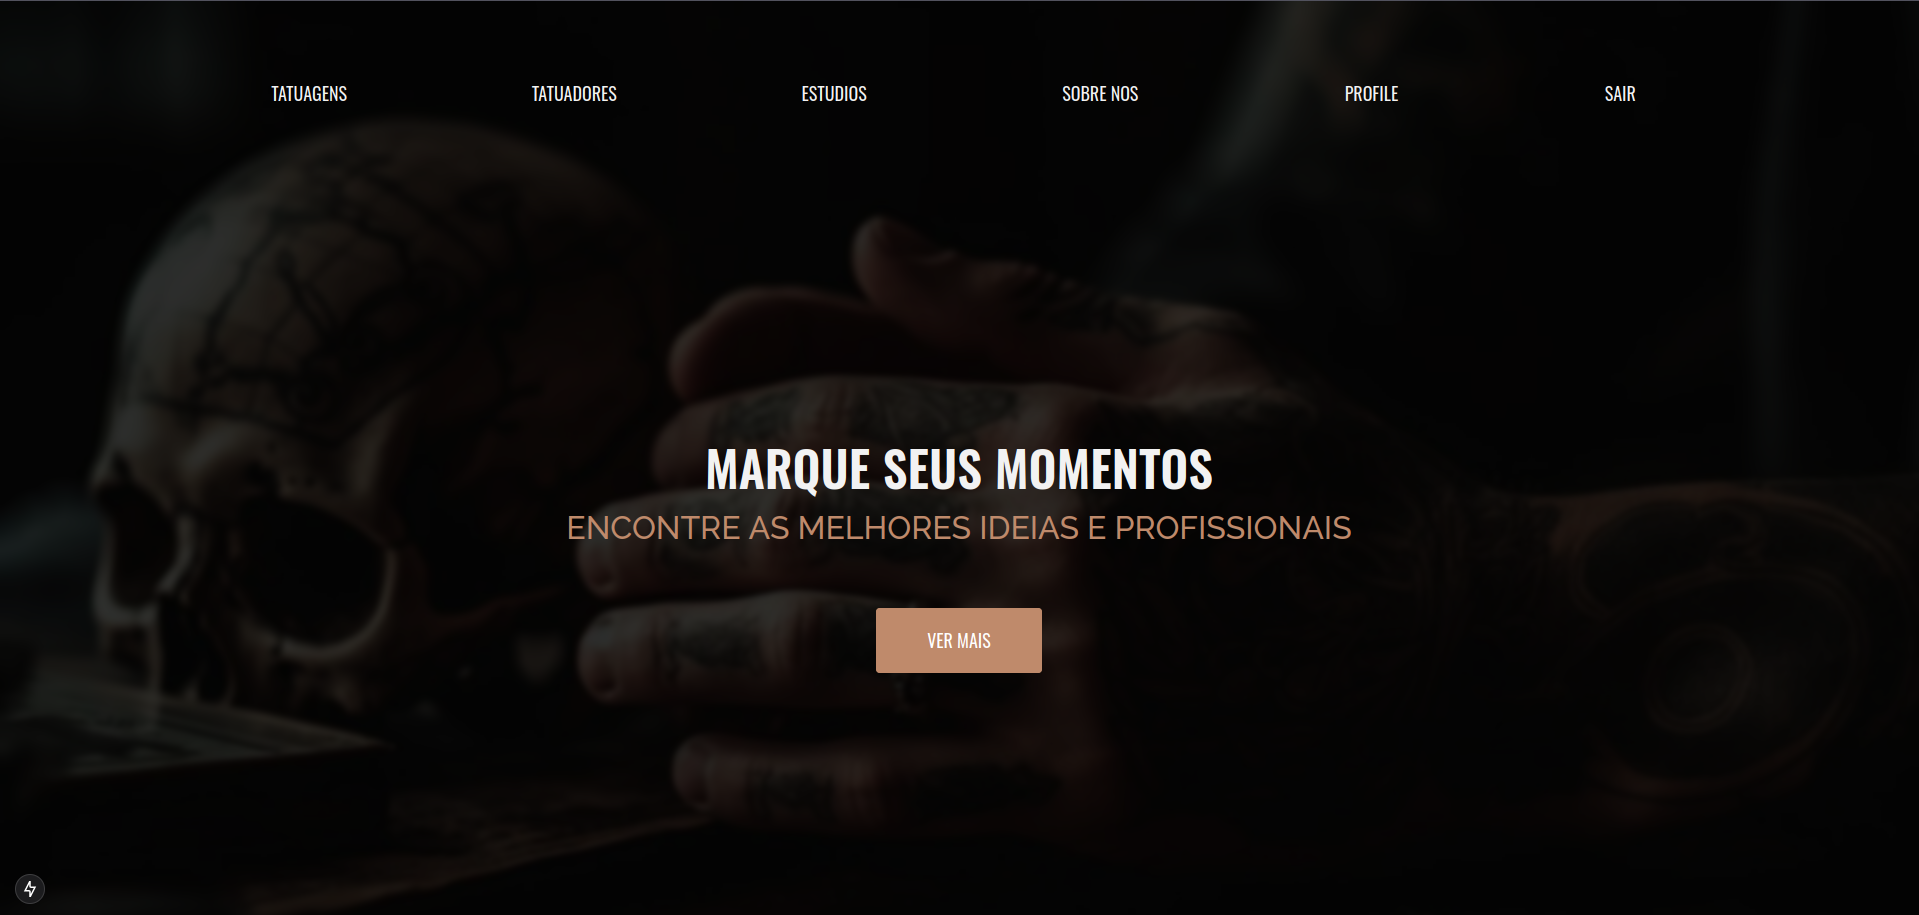 TATUAGENS TATUADORES ESTUDIOS SOBRE NOS PROFILE SAIR
MARQUE SEUS MOMENTOS
ENCONTRE AS MELHORES IDEIAS E PROFISSIONAIS
VER MAIS